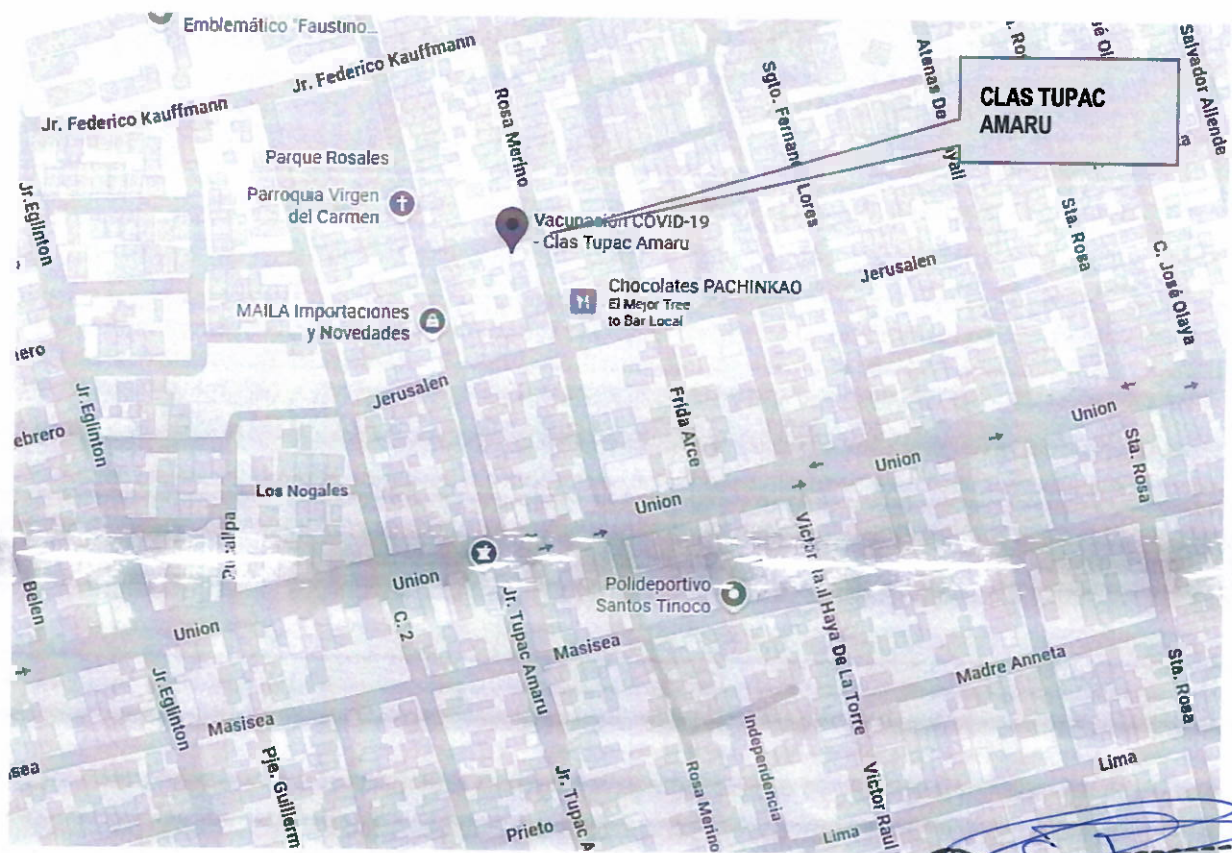 Emblemático "Faustino...
Jr. Federico Kauffmann
Jr. Federico Kauffmann
Rosa Merino
Sgto. Fernand
Lores
Atenas De
ayali
Salvador Allende
CLAS TUPAC
AMARU
Parque Rosales
Parroquia Virgen
del Carmen
Jr.Eglinton
Vacunación COVID-19
- Clas Tupac Amaru
Chocolates PACHINKAO
El Mejor Tree
to Bar Local
Jerusalen
Sta. Rosa
C. José Olaya
MAILA Importaciones
y Novedades
Jerusalen
Jr.Eglinton
ebrero
Frida Arce
Union
Union
Sta. Rosa
Los Nogales
Union
Union
Union
Belen
C. 2
Jr. Tupac Amaru
Polideportivo
Santos Tinoco
Masisea
Madre Anneta
Sta. Rosa
Jr.Eglinton
Masisea
Haya De La Torre
Pje. Guillerm
Independencia
Rosa Merino
Victor Raul
Jr. Tupac A
Prieto
Lima
Lima